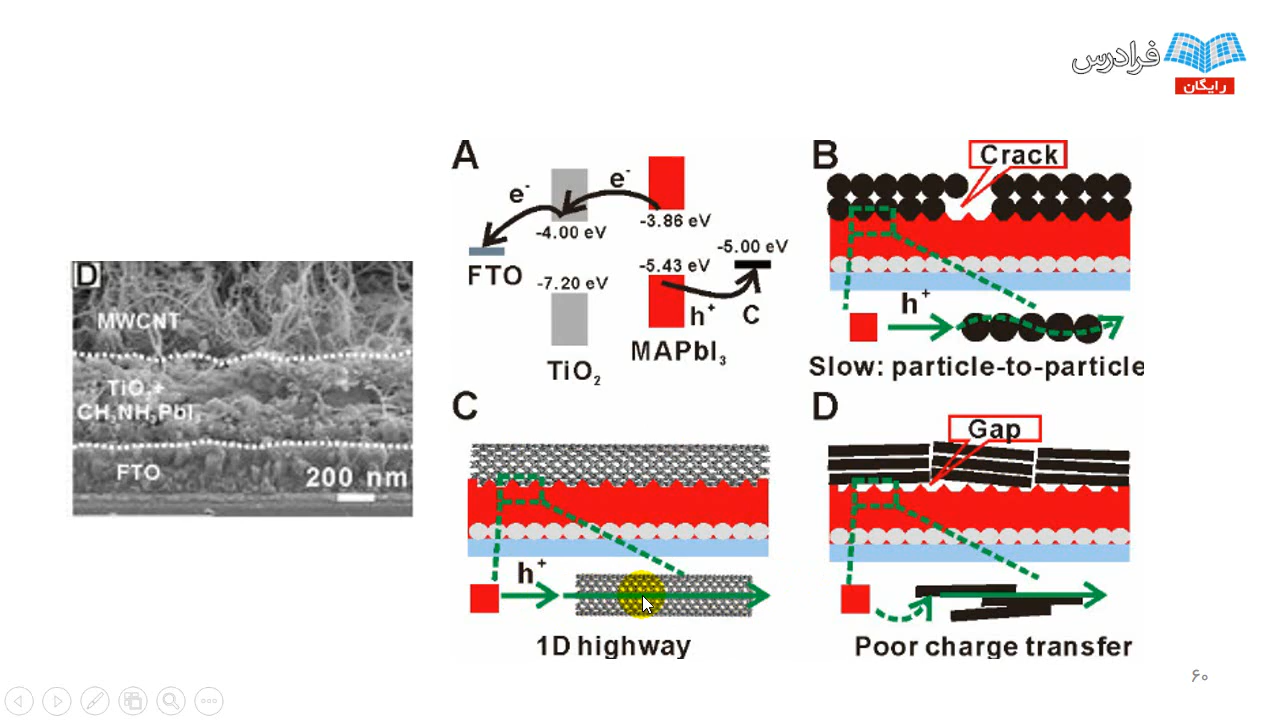 فرادرس
رایگان
D
MWCNT
TiO₂+
CH₃NH₃PbI₃
FTO
200 nm
A
e⁻
e⁻
-4.00 eV
-3.86 eV
FTO
-7.20 eV
-5.43 eV
-5.00 eV
h⁺
C
MAPbI₃
TiO₂
B
Crack
h⁺
Slow: particle-to-particle
C
h⁺
1D highway
D
Gap
Poor charge transfer
۶۰